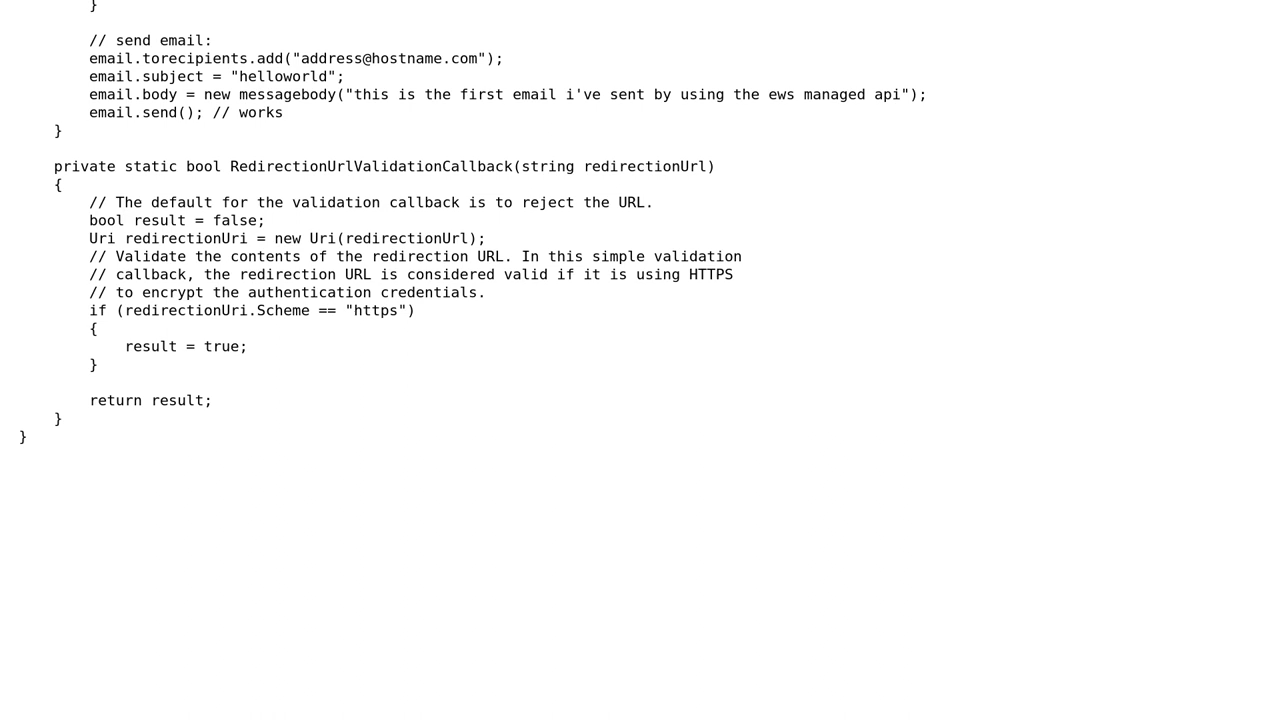 }

        // send email:
        email.torecipients.add("address@hostname.com");
        email.subject = "helloworld";
        email.body = new messagebody("this is the first email i've sent by using the ews managed api");
        email.send(); // works
    }

    private static bool RedirectionUrlValidationCallback(string redirectionUrl)
    {
        // The default for the validation callback is to reject the URL.
        bool result = false;
        Uri redirectionUri = new Uri(redirectionUrl);
        // Validate the contents of the redirection URL. In this simple validation
        // callback, the redirection URL is considered valid if it is using HTTPS
        // to encrypt the authentication credentials.
        if (redirectionUri.Scheme == "https")
        {
            result = true;
        }

        return result;
    }
}